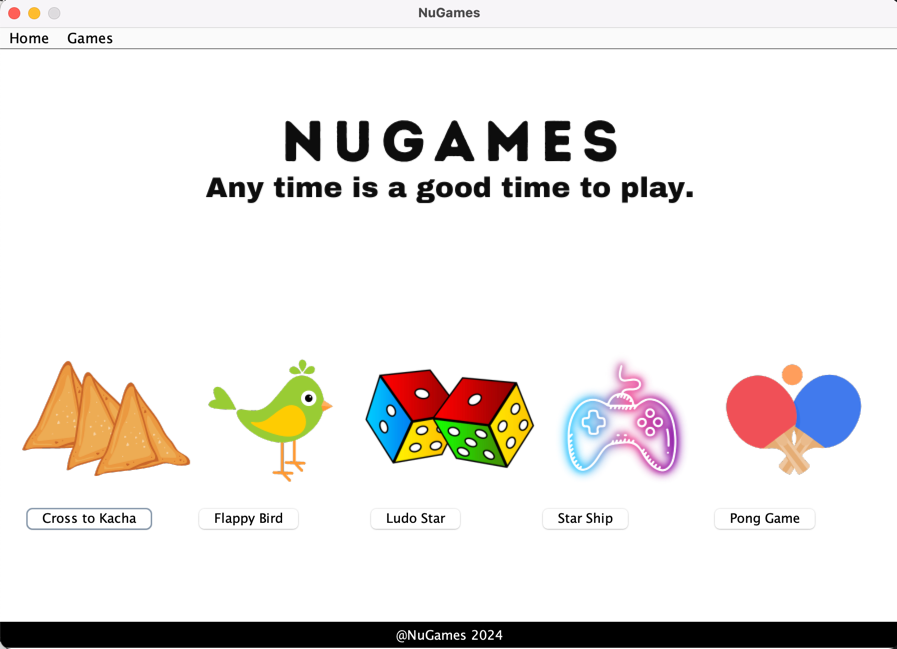 NuGames
Home Games
NUGAMES
Any time is a good time to play.
Cross to Kacha Flappy Bird Ludo Star Star Ship Pong Game
@NuGames 2024